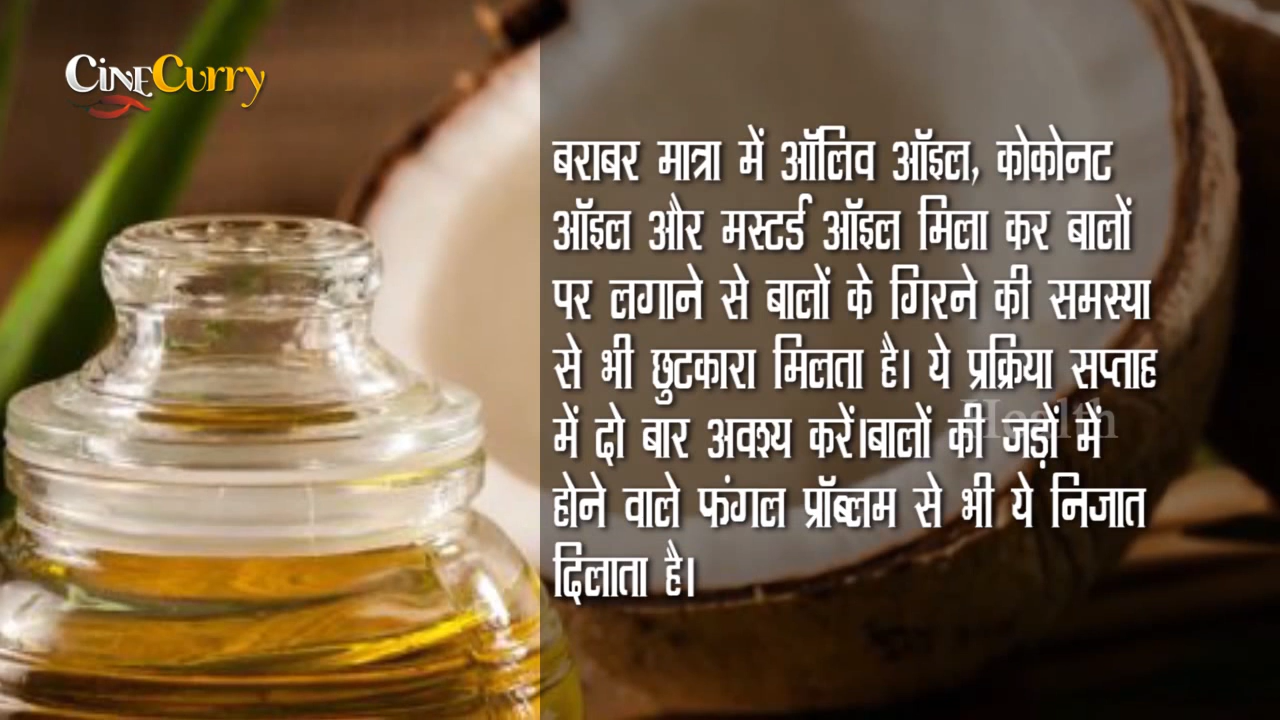 CineCurry
बराबर मात्रा में ऑलिव ऑइल, कोकोनट
ऑइल और मस्टर्ड ऑइल मिला कर बालों
पर लगाने से बालों के गिरने की समस्या
से भी छुटकारा मिलता है। ये प्रक्रिया सप्ताह
Health
में दो बार अवश्य करें।बालों की जड़ों में
होने वाले फंगल प्रॉब्लम से भी ये निजात
दिलाता है।